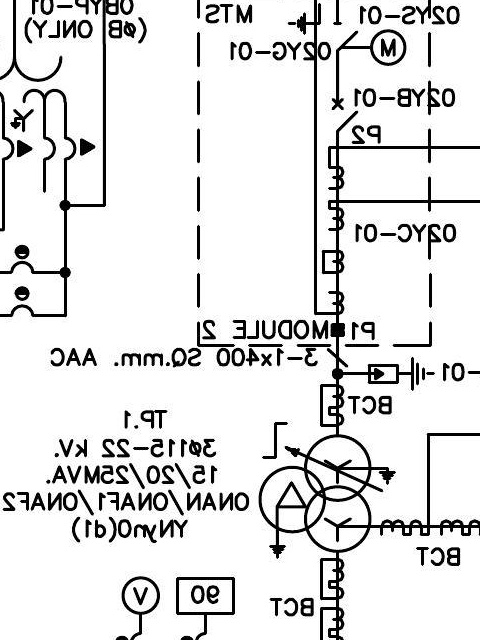 0BYP-01
(øB ONLY)
MTS
02YS-01
02YG-01
M
02YB-01
P2
02YC-01
P1
MODULE 2
3-1x400 SQ.mm. AAC
01-
BCT
TP.1
3ø115-22 kV.
15/20/25MVA.
ONAN/ONAF1/ONAF2
YNyn0(d1)
BCT
V
90
BCT